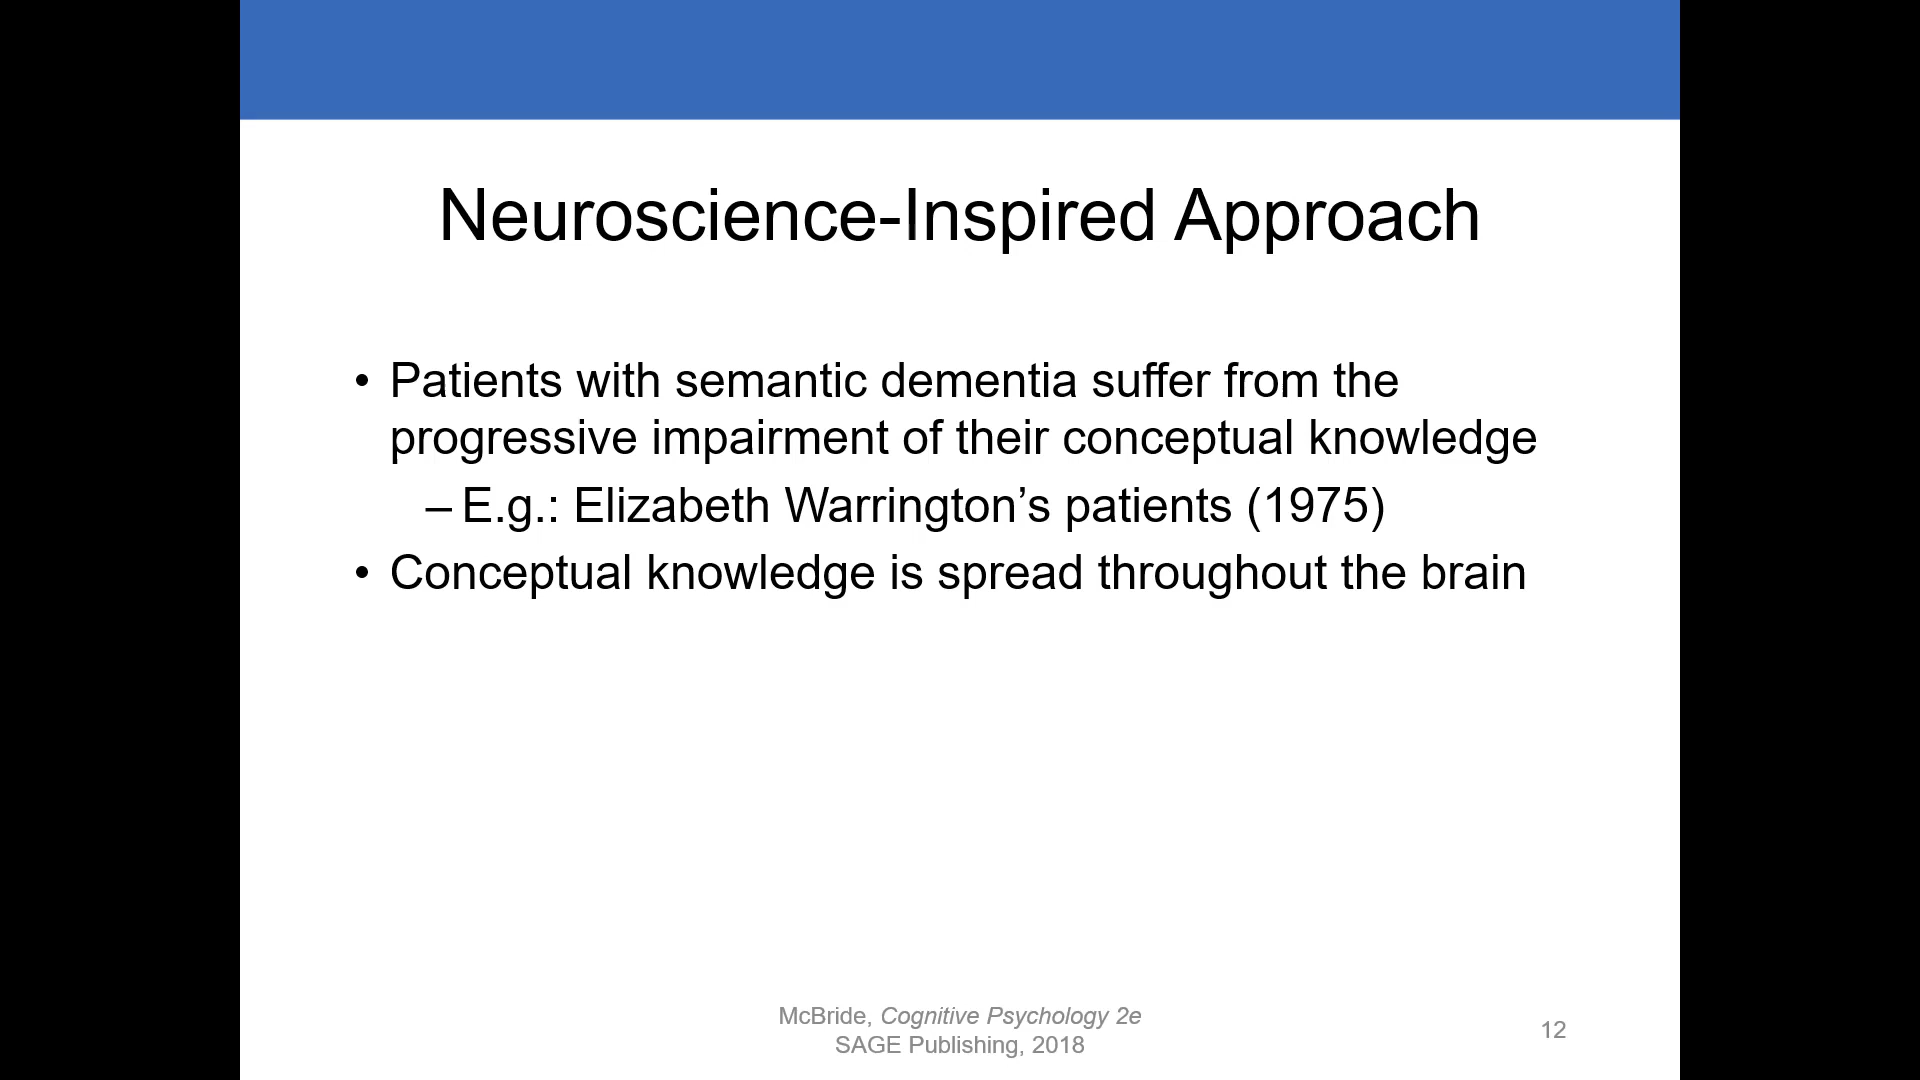 Neuroscience-Inspired Approach
• Patients with semantic dementia suffer from the
progressive impairment of their conceptual knowledge
– E.g.: Elizabeth Warrington’s patients (1975)
• Conceptual knowledge is spread throughout the brain
McBride, Cognitive Psychology 2e
SAGE Publishing, 2018
12